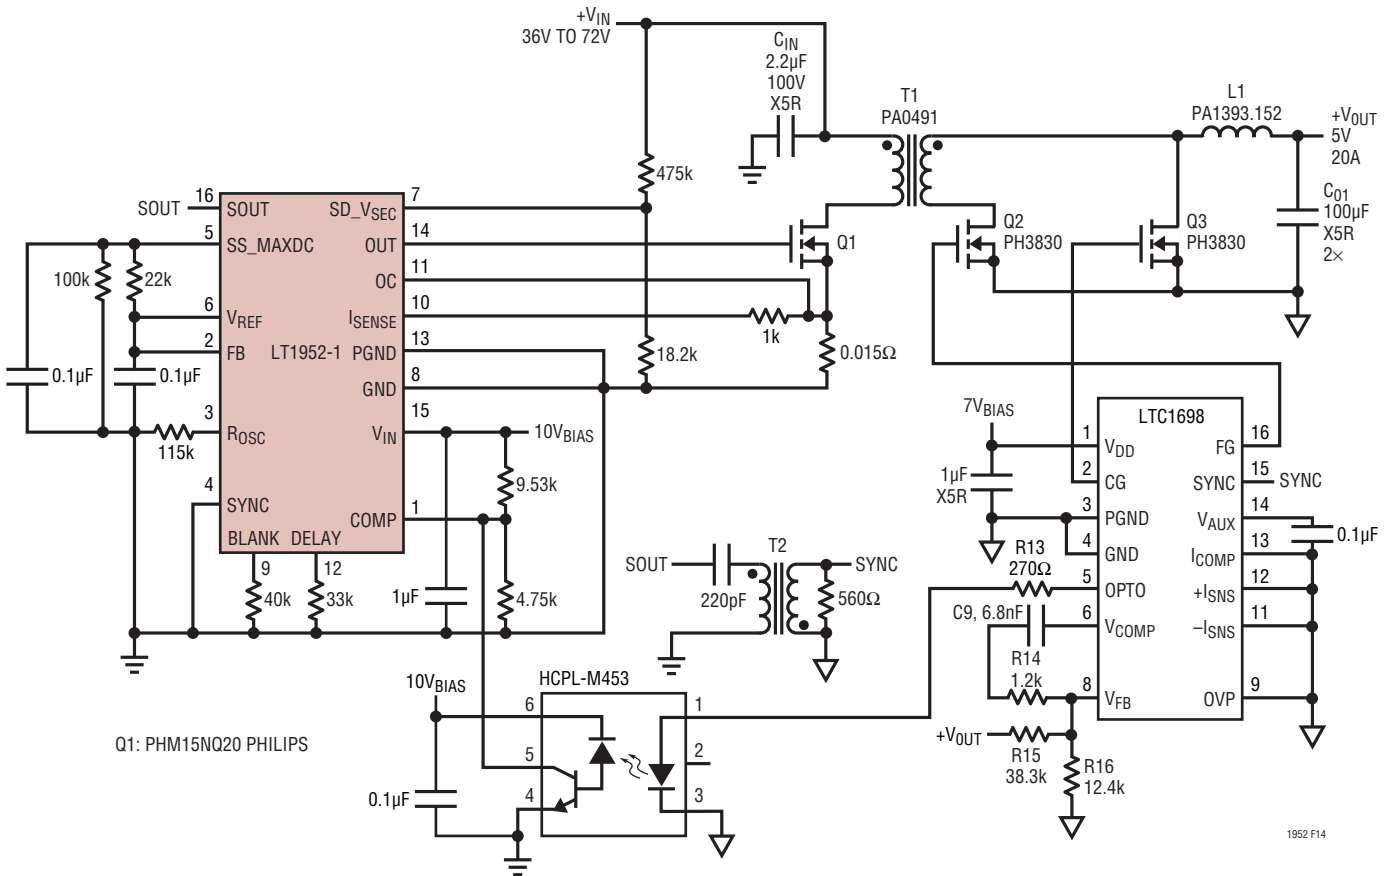 +VIN
36V TO 72V
CIN
2.2µF
100V
X5R
T1
PA0491
L1
PA1393.152
+VOUT
5V
20A
CO1
100µF
X5R
2×
475k
SOUT
16
SOUT
SD_VSEC
7
5
SS_MAXDC
OUT
14
Q1
Q2
PH3830
Q3
PH3830
100k
22k
OC
11
6
VREF
ISENSE
10
1k
2
FB
LT1952-1
PGND
13
18.2k
0.015Ω
0.1µF
0.1µF
GND
8
3
ROSC
115k
VIN
15
10VBIAS
9.53k
4
SYNC
COMP
1
BLANK
DELAY
9
12
40k
33k
1µF
4.75k
7VBIAS
LTC1698
1
VDD
FG
16
1µF
X5R
2
CG
SYNC
15
SYNC
3
PGND
VAUX
14
0.1µF
4
GND
ICOMP
13
R13
270Ω
5
OPTO
+ISNS
12
C9, 6.8nF
6
VCOMP
–ISNS
11
R14
1.2k
8
VFB
OVP
9
+VOUT
R15
38.3k
R16
12.4k
SOUT
220pF
T2
SYNC
560Ω
10VBIAS
HCPL-M453
6
1
5
2
4
3
0.1µF
Q1: PHM15NQ20 PHILIPS
1952 F14